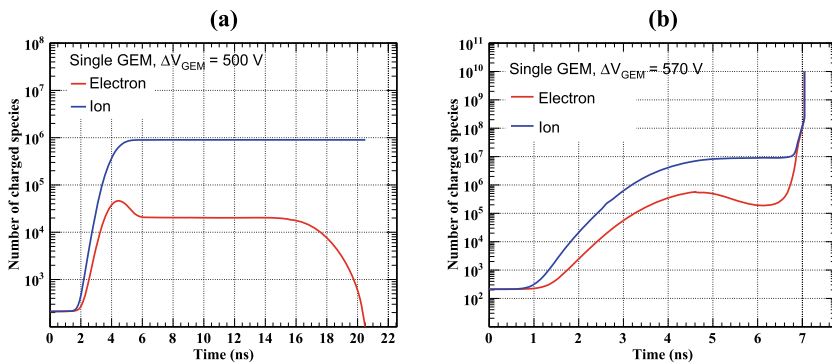 (a)
Number of charged species
10^8
10^7
10^6
10^5
10^4
10^3
Single GEM, ΔV_GEM = 500 V
Electron
Ion
0 2 4 6 8 10 12 14 16 18 20 22
Time (ns)
(b)
Number of charged species
10^11
10^10
10^9
10^8
10^7
10^6
10^5
10^4
10^3
10^2
Single GEM, ΔV_GEM = 570 V
Electron
Ion
0 1 2 3 4 5 6 7
Time (ns)